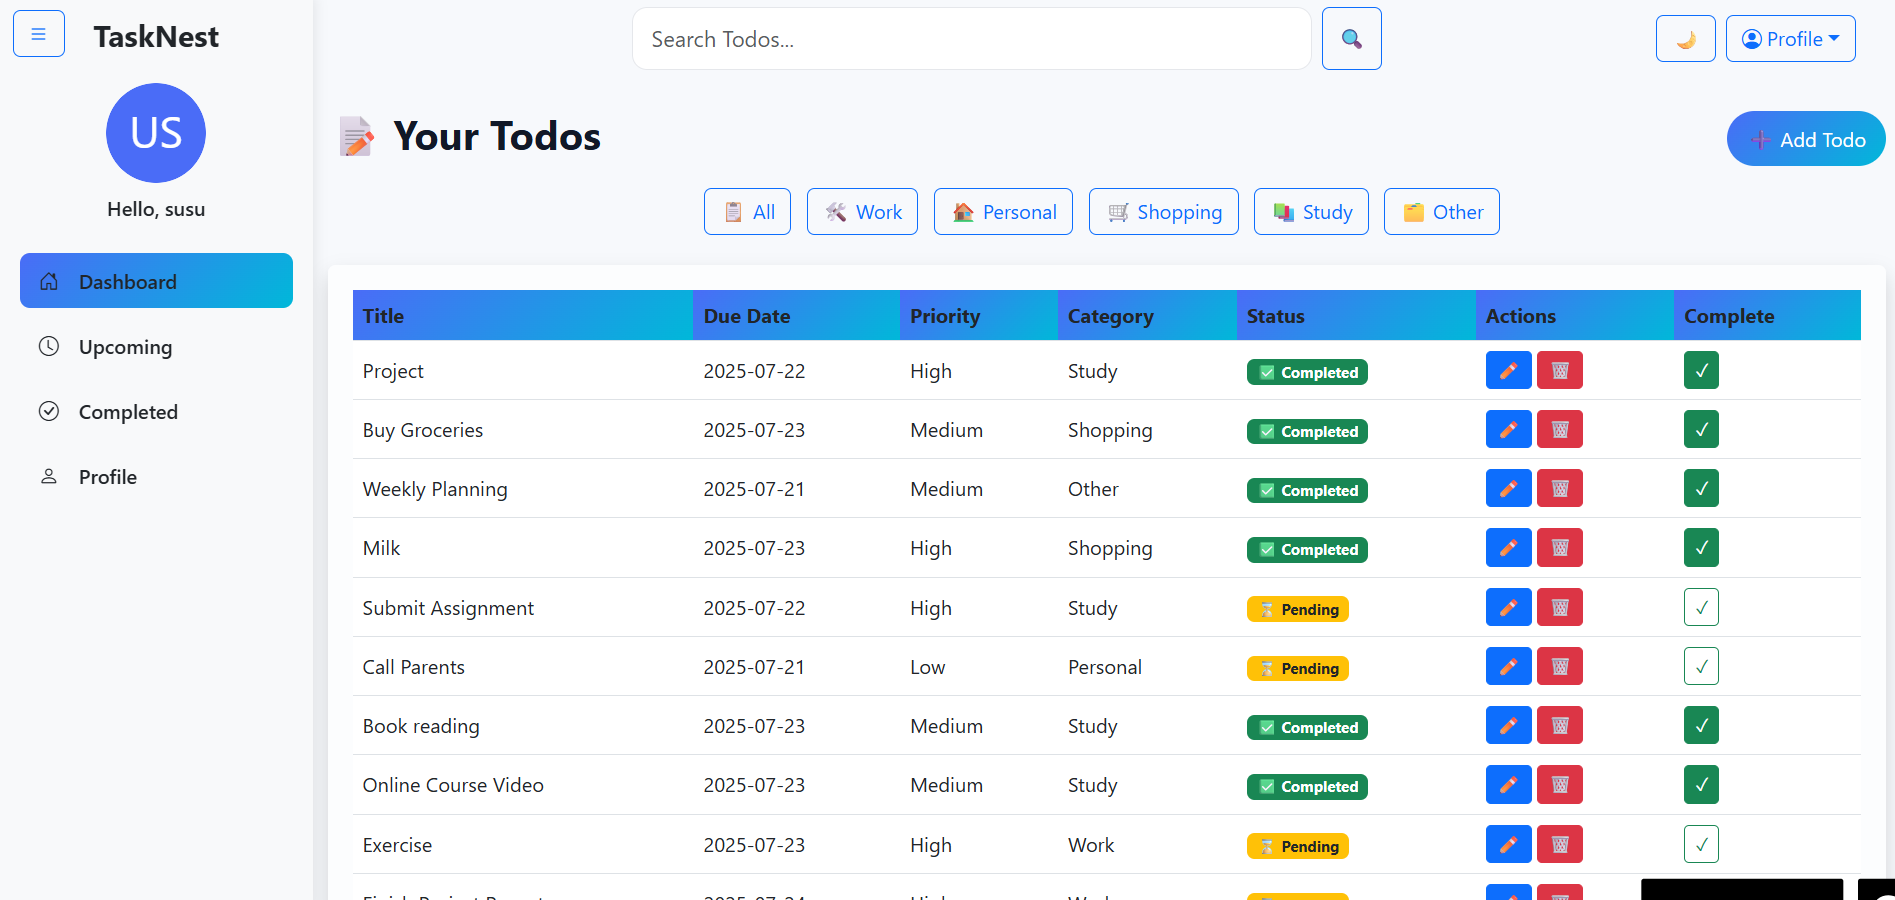 TaskNest
Search Todos...
Profile
US
Hello, susu
Dashboard
Upcoming
Completed
Profile
Your Todos
Add Todo
All Work Personal Shopping Study Other
Title Due Date Priority Category Status Actions Complete
Project 2025-07-22 High Study Completed
Buy Groceries 2025-07-23 Medium Shopping Completed
Weekly Planning 2025-07-21 Medium Other Completed
Milk 2025-07-23 High Shopping Completed
Submit Assignment 2025-07-22 High Study Pending
Call Parents 2025-07-21 Low Personal Pending
Book reading 2025-07-23 Medium Study Completed
Online Course Video 2025-07-23 Medium Study Completed
Exercise 2025-07-23 High Work Pending